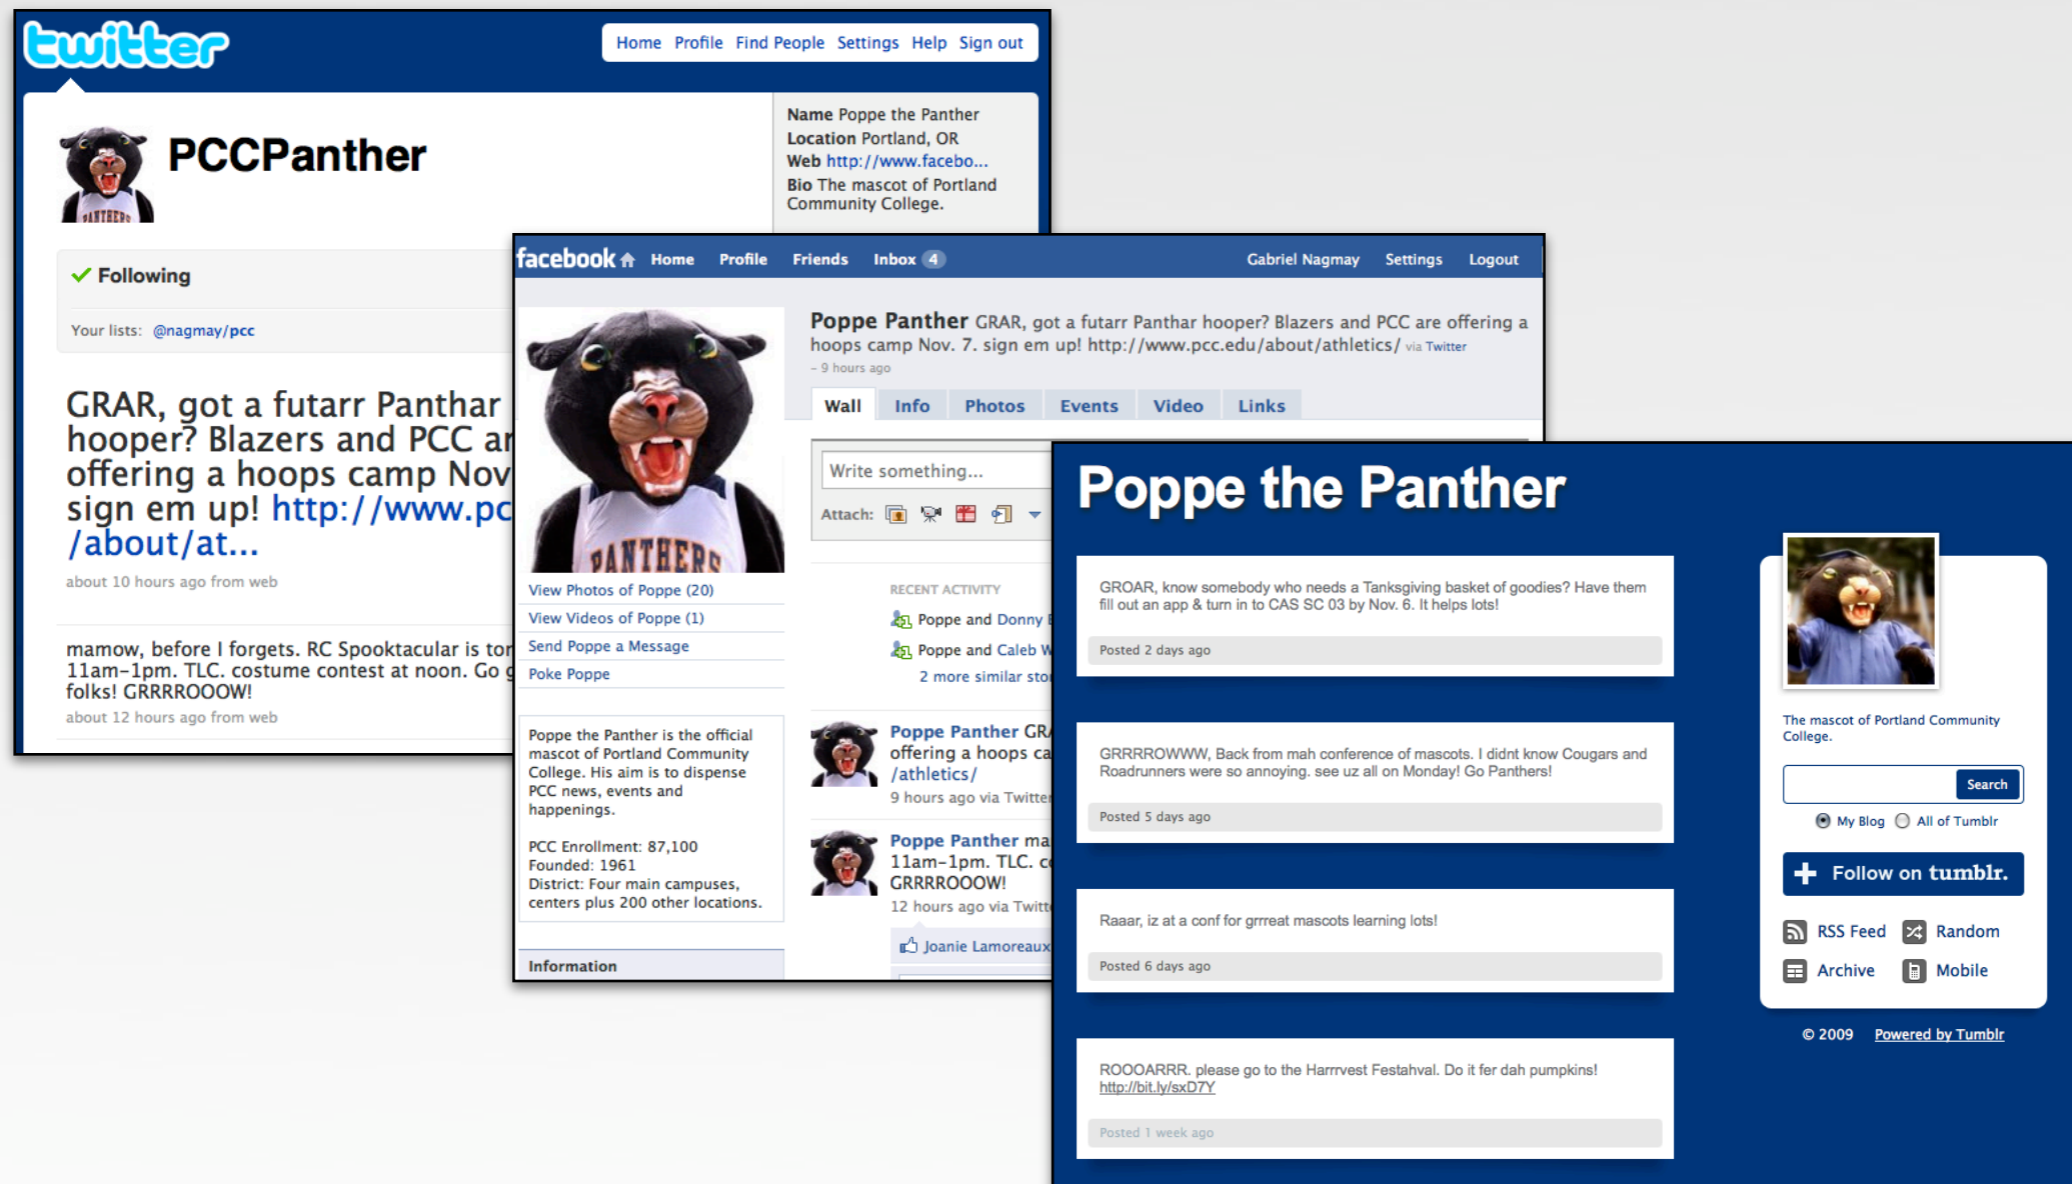 twitter
Home Profile Find People Settings Help Sign out
PCCPanther
PANTHERS
Name Poppe the Panther
Location Portland, OR
Web http://www.facebo...
Bio The mascot of Portland
Community College.
Following
Your lists: @nagmay/pcc
GRAR, got a futarr Panthar
hooper? Blazers and PCC ar
offering a hoops camp Nov
sign em up! http://www.pc
/about/at...
about 10 hours ago from web
mamow, before I forgets. RC Spooktacular is tor
11am-1pm. TLC. costume contest at noon. Go g
folks! GRRRROOOW!
about 12 hours ago from web
facebook Home Profile Friends Inbox 4 Gabriel Nagmay Settings Logout
Poppe Panther GRAR, got a futarr Panthar hooper? Blazers and PCC are offering a
hoops camp Nov. 7. sign em up! http://www.pcc.edu/about/athletics/ via Twitter
– 9 hours ago
Wall Info Photos Events Video Links
Write something...
Attach:
PANTHERS
View Photos of Poppe (20)
View Videos of Poppe (1)
Send Poppe a Message
Poke Poppe
Poppe the Panther is the official
mascot of Portland Community
College. His aim is to dispense
PCC news, events and
happenings.
PCC Enrollment: 87,100
Founded: 1961
District: Four main campuses,
centers plus 200 other locations.
Information
RECENT ACTIVITY
Poppe and Donny
Poppe and Caleb W
2 more similar sto
Poppe Panther GRA
offering a hoops ca
/athletics/
9 hours ago via Twitter
Poppe Panther ma
11am-1pm. TLC. co
GRRRROOOW!
12 hours ago via Twitt
Joanie Lamoreaux
Poppe the Panther
GROAR, know somebody who needs a Tanksgiving basket of goodies? Have them
fill out an app & turn in to CAS SC 03 by Nov. 6. It helps lots!
Posted 2 days ago
GRRRROWWW, Back from mah conference of mascots. I didnt know Cougars and
Roadrunners were so annoying. see uz all on Monday! Go Panthers!
Posted 5 days ago
Raaar, iz at a conf for grrreat mascots learning lots!
Posted 6 days ago
ROOOARRR. please go to the Harrrvest Festahval. Do it fer dah pumpkins!
http://bit.ly/sxD7Y
Posted 1 week ago
The mascot of Portland Community
College.
Search
My Blog All of Tumblr
Follow on tumblr.
RSS Feed Random
Archive Mobile
© 2009 Powered by Tumblr